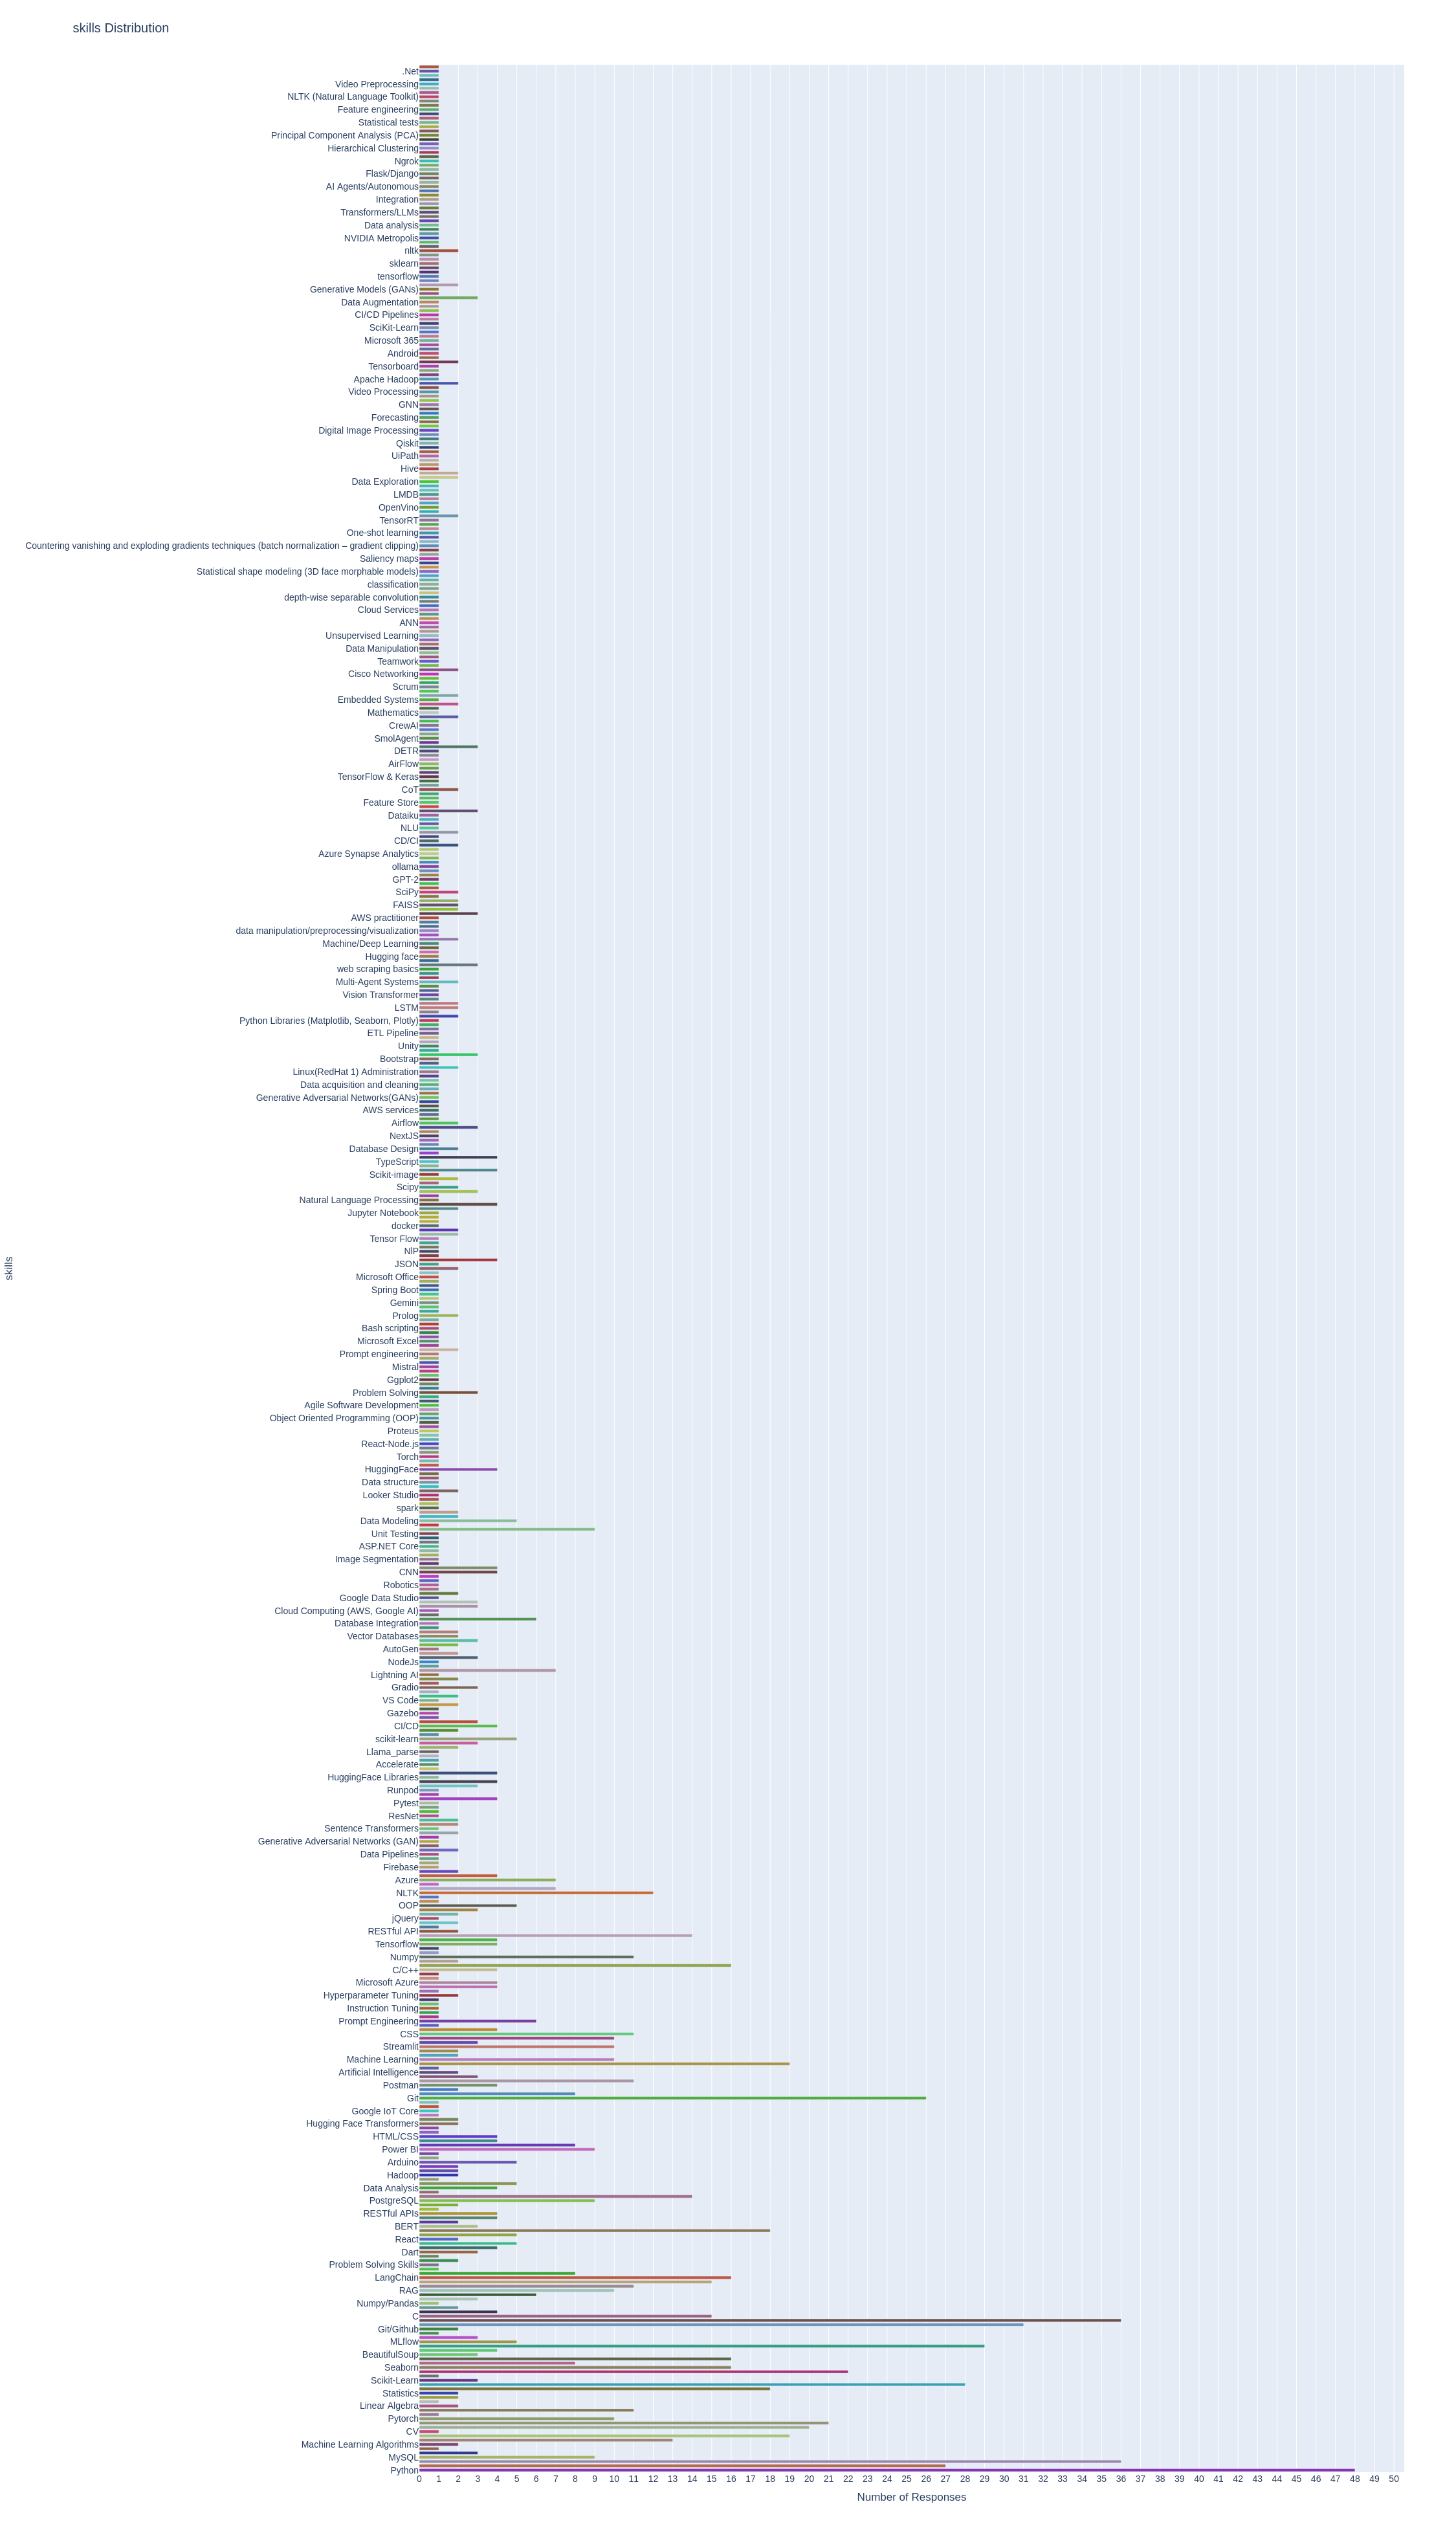 skills Distribution
.Net
Video Preprocessing
NLTK (Natural Language Toolkit)
Feature engineering
Statistical tests
Principal Component Analysis (PCA)
Hierarchical Clustering
Ngrok
Flask/Django
AI Agents/Autonomous
Integration
Transformers/LLMs
Data analysis
NVIDIA Metropolis
nltk
sklearn
tensorflow
Generative Models (GANs)
Data Augmentation
CI/CD Pipelines
SciKit-Learn
Microsoft 365
Android
Tensorboard
Apache Hadoop
Video Processing
GNN
Forecasting
Digital Image Processing
Qiskit
UiPath
Hive
Data Exploration
LMDB
OpenVino
TensorRT
One-shot learning
Countering vanishing and exploding gradients techniques (batch normalization – gradient clipping)
Saliency maps
Statistical shape modeling (3D face morphable models)
classification
depth-wise separable convolution
Cloud Services
ANN
Unsupervised Learning
Data Manipulation
Teamwork
Cisco Networking
Scrum
Embedded Systems
Mathematics
CrewAI
SmolAgent
DETR
AirFlow
TensorFlow & Keras
CoT
Feature Store
Dataiku
NLU
CD/CI
Azure Synapse Analytics
ollama
GPT-2
SciPy
FAISS
AWS practitioner
data manipulation/preprocessing/visualization
Machine/Deep Learning
Hugging face
web scraping basics
Multi-Agent Systems
Vision Transformer
LSTM
Python Libraries (Matplotlib, Seaborn, Plotly)
ETL Pipeline
Unity
Bootstrap
Linux(RedHat 1) Administration
Data acquisition and cleaning
Generative Adversarial Networks(GANs)
AWS services
Airflow
NextJS
Database Design
TypeScript
Scikit-image
Scipy
Natural Language Processing
Jupyter Notebook
docker
Tensor Flow
NlP
JSON
Microsoft Office
Spring Boot
Gemini
Prolog
Bash scripting
Microsoft Excel
Prompt engineering
Mistral
Ggplot2
Problem Solving
Agile Software Development
Object Oriented Programming (OOP)
Proteus
React-Node.js
Torch
HuggingFace
Data structure
Looker Studio
spark
Data Modeling
Unit Testing
ASP.NET Core
Image Segmentation
CNN
Robotics
Google Data Studio
Cloud Computing (AWS, Google AI)
Database Integration
Vector Databases
AutoGen
NodeJs
Lightning AI
Gradio
VS Code
Gazebo
CI/CD
scikit-learn
Llama_parse
Accelerate
HuggingFace Libraries
Runpod
Pytest
ResNet
Sentence Transformers
Generative Adversarial Networks (GAN)
Data Pipelines
Firebase
Azure
NLTK
OOP
jQuery
RESTful API
Tensorflow
Numpy
C/C++
Microsoft Azure
Hyperparameter Tuning
Instruction Tuning
Prompt Engineering
CSS
Streamlit
Machine Learning
Artificial Intelligence
Postman
Git
Google IoT Core
Hugging Face Transformers
HTML/CSS
Power BI
Arduino
Hadoop
Data Analysis
PostgreSQL
RESTful APIs
BERT
React
Dart
Problem Solving Skills
LangChain
RAG
Numpy/Pandas
C
Git/Github
MLflow
BeautifulSoup
Seaborn
Scikit-Learn
Statistics
Linear Algebra
Pytorch
CV
Machine Learning Algorithms
MySQL
Python
skills
0 1 2 3 4 5 6 7 8 9 10 11 12 13 14 15 16 17 18 19 20 21 22 23 24 25 26 27 28 29 30 31 32 33 34 35 36 37 38 39 40 41 42 43 44 45 46 47 48 49 50
Number of Responses